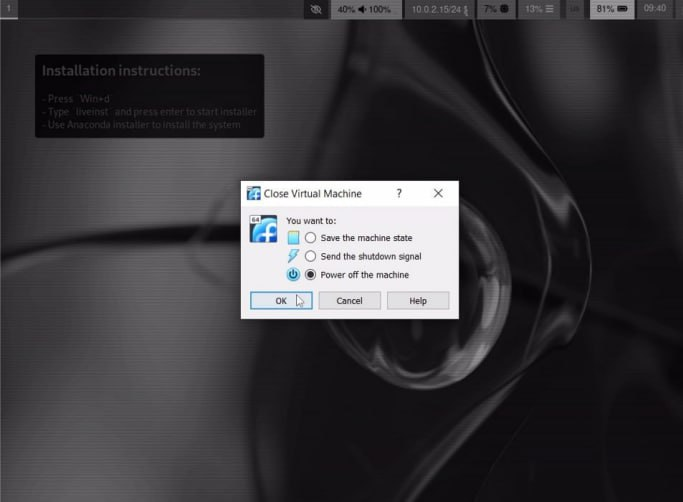 1
40% 100%
10.0.2.15/24
7%
13%
us
81%
09:40
Installation instructions:
- Press `Win+d`
- Type `liveinst` and press enter to start installer
- Use Anaconda installer to install the system
64
Close Virtual Machine ?
You want to:
Save the machine state
Send the shutdown signal
Power off the machine
OK Cancel Help